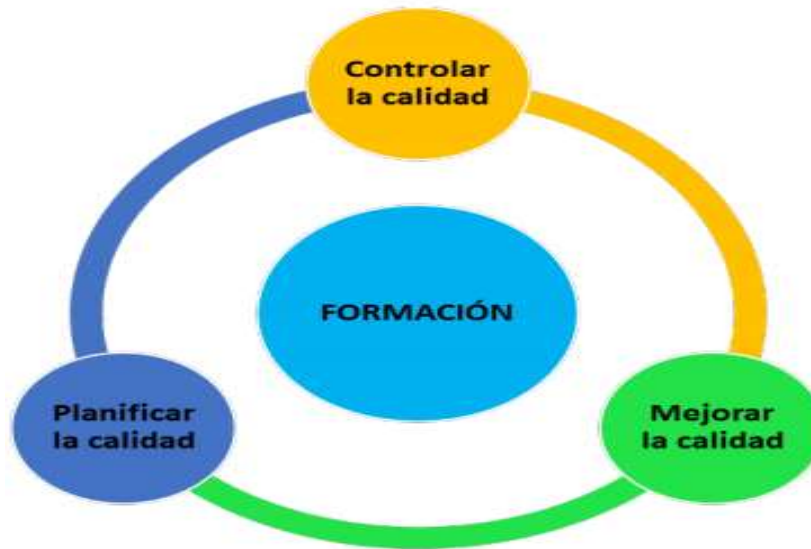 Controlar
la calidad
FORMACIÓN
Planificar
la calidad
Mejorar
la calidad